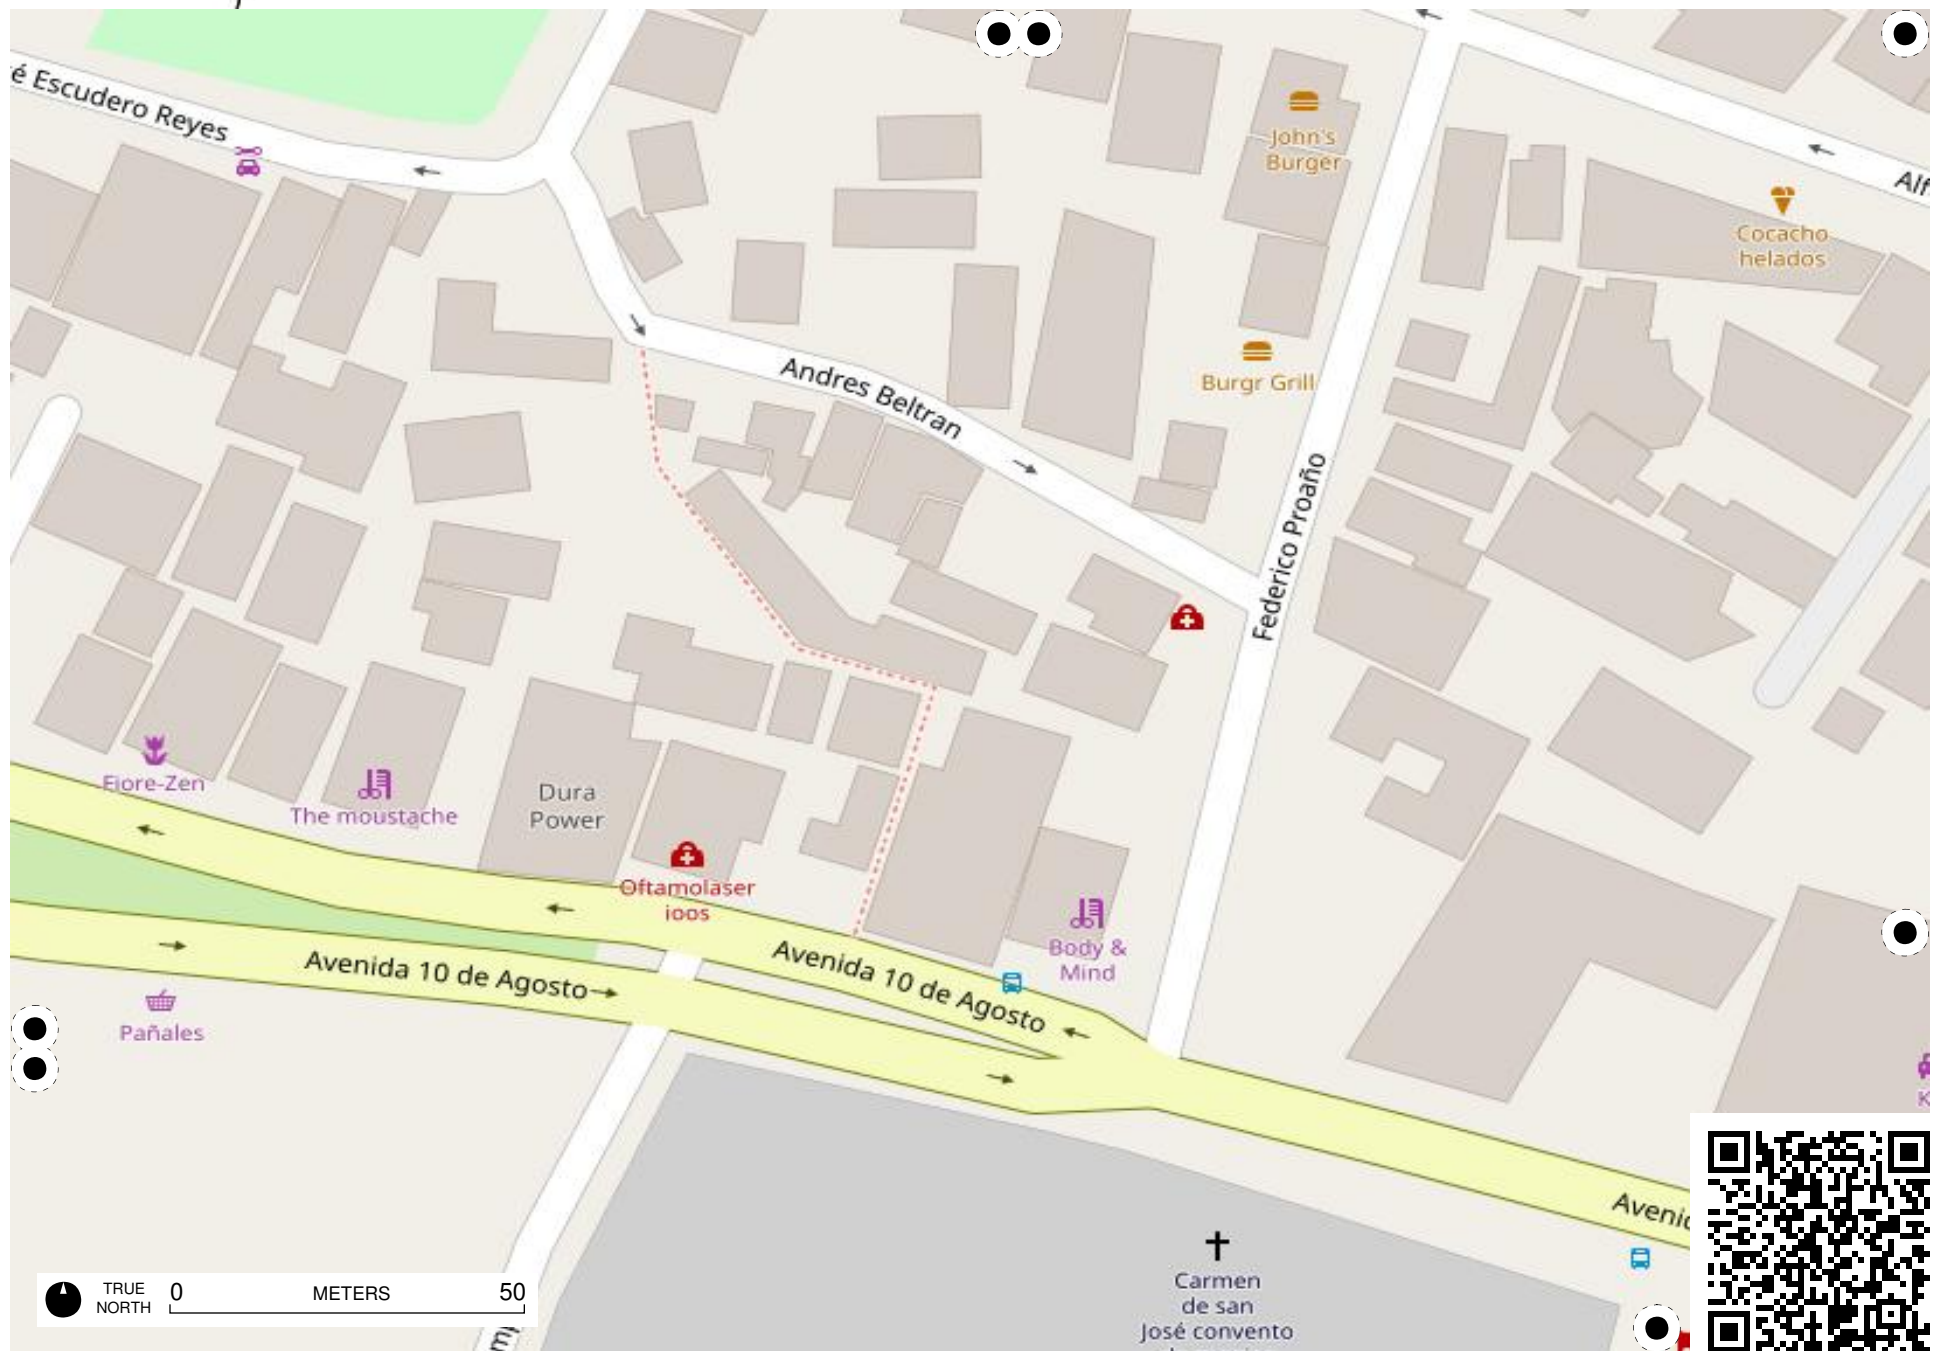 é Escudero Reyes
John's
Burger
Alf
Cocacho
helados
Andres Beltran
Burgr Grill
Federico Proaño
Fiore-Zen
The moustache
Dura
Power
Oftamolaser
ioos
Body &
Mind
Avenida 10 de Agosto
Avenida 10 de Agosto
Pañales
K
Avenid
Carmen
de san
José convento
TRUE
NORTH
0 METERS 50